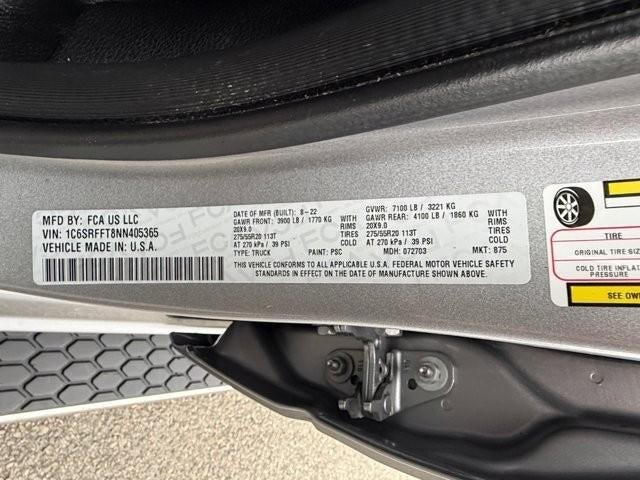 MFD BY: FCA US LLC
VIN: 1C6SRFFT8NN405365
VEHICLE MADE IN: U.S.A.
DATE OF MFR (BUILT): 8-22 GVWR: 7100 LB / 3221 KG
GAWR FRONT: 3900 LB / 1770 KG WITH GAWR REAR: 4100 LB / 1860 KG WITH
20X9.0 RIMS 20X9.0 RIMS
275/55R20 113T TIRES 275/55R20 113T TIRES
AT 270 kPa / 39 PSI COLD AT 270 kPa / 39 PSI COLD
TYPE: TRUCK PAINT: PSC MDH: 072703 MKT: 875
THIS VEHICLE CONFORMS TO ALL APPLICABLE U.S.A. FEDERAL MOTOR VEHICLE SAFETY
STANDARDS IN EFFECT ON THE DATE OF MANUFACTURE SHOWN ABOVE.
TIRE
ORIGINAL TIRE SIZE
COLD TIRE INFLAT
PRESSURE
SEE OWN